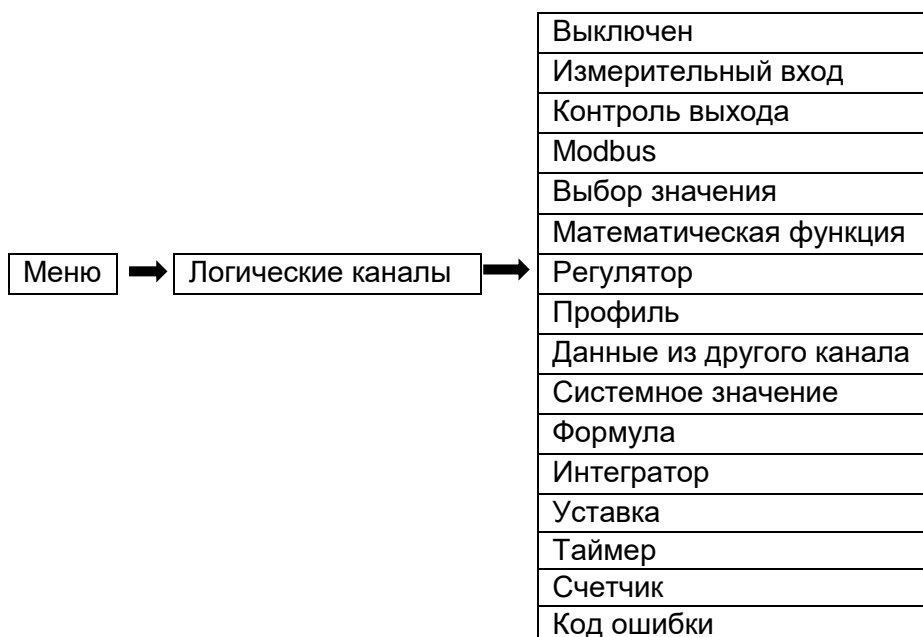 Меню
Логические каналы
Выключен
Измерительный вход
Контроль выхода
Modbus
Выбор значения
Математическая функция
Регулятор
Профиль
Данные из другого канала
Системное значение
Формула
Интегратор
Уставка
Таймер
Счетчик
Код ошибки